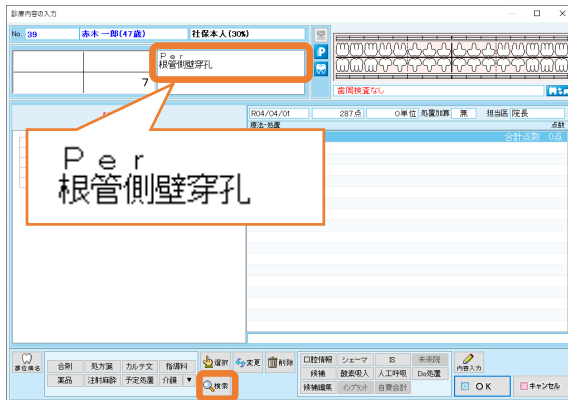 診療内容の入力
No. 39 赤木 一郎(47歳) 社保本人(30%)
Per
根管側壁穿孔
7
P
歯周検査なし
R04/04/01 287点 0単位 処置加算 無 担当医 院長
療法・処置 点数
合計点数 0点
Per
根管側壁穿孔
部位病名
合剤 処方箋 カルテ文 指導料
薬品 注射麻酔 予定処置 介護 ▼
選択 変更 削除
検索
口腔情報 シェーマ IS 未来院
候補 酸素吸入 人工呼吸 Do処置
候補編集 インプラント 自費会計
内容入力
OK キャンセル